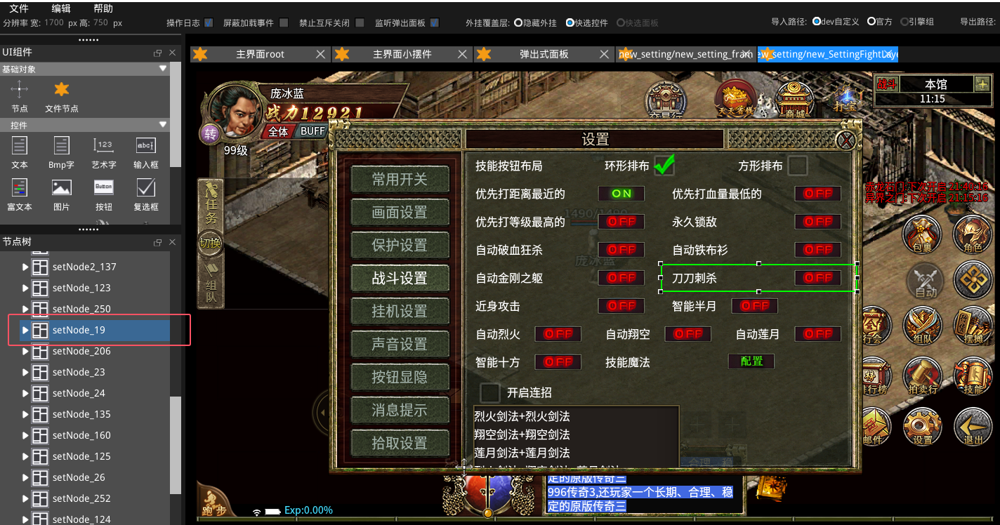 文件 编辑 帮助
分辨率 宽: 1700 px 高: 750 px 操作日志 屏蔽加载事件 禁止互斥关闭 监听弹出面板 外挂覆盖层: 隐藏外挂 快选控件 快选面板 导入路径: dev自定义 官方 引擎组 导出路径:
UI组件
基础对象
节点 文件节点
控件
123 abc Button
文本 Bmp字 艺术字 输入框
富文本 图片 按钮 复选框
节点树
setNode2_137
setNode_123
setNode_250
setNode_19
setNode_206
setNode_23
setNode_24
setNode_135
setNode_160
setNode_125
setNode_26
setNode_252
setNode_124
主界面root 主界面小摆件 弹出式面板 new_setting/new_setting_fram ew_setting/new_SettingFightLaye
庞冰蓝
战力12921
全体 BUFF
转
99级
交易行 天天省钱 商城 打宝
战斗 本馆
11:15
任务
切换
组队
设置
常用开关
画面设置
保护设置
战斗设置
挂机设置
声音设置
按钮显隐
消息提示
拾取设置
技能按钮布局 环形排布 方形排布
优先打距离最近的 ON 优先打血量最低的 OFF
1490/1490
优先打等级最高的 OFF 永久锁敌 OFF
自动破血狂杀 OFF 自动铁布衫 OFF
庞冰蓝
自动金刚之躯 OFF 刀刀刺杀 OFF
近身攻击 OFF 智能半月 OFF
自动烈火 OFF 自动翔空 OFF 自动莲月 OFF
智能十方 OFF 技能魔法 配置
开启连招
烈火剑法+烈火剑法
翔空剑法+翔空剑法
莲月剑法+莲月剑法
赤龙石[]:下次开启 21:40:16
异界之[]:下次开启 21:15:16
包裹 角色
自动
行会 组队 摆摊
排行榜 拍卖行 技能
邮件 设置 退出
合理、稳
定的原版传奇三
996传奇3,还玩家一个长期、合理、稳
定的原版传奇三
跑步
Exp:0.00%